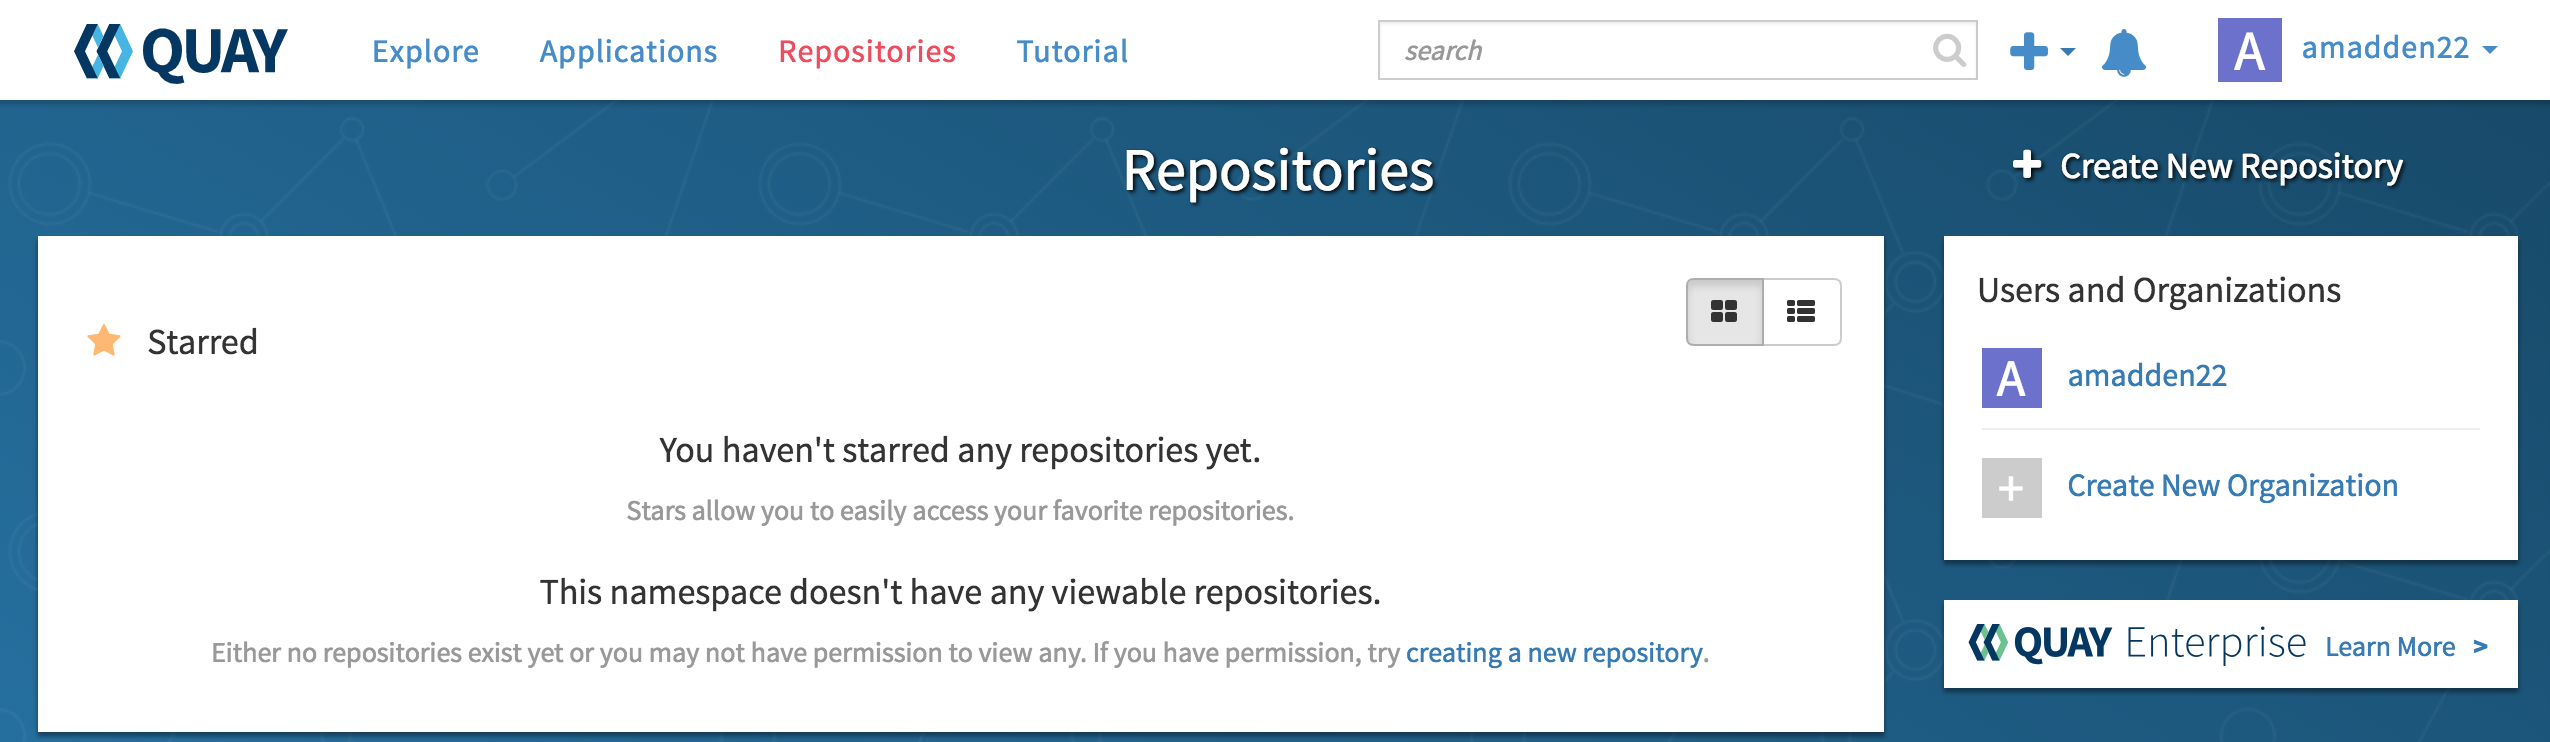 QUAY Explore Applications Repositories Tutorial search A amadden22
Repositories
Create New Repository
Starred
You haven't starred any repositories yet.
Stars allow you to easily access your favorite repositories.
This namespace doesn't have any viewable repositories.
Either no repositories exist yet or you may not have permission to view any. If you have permission, try creating a new repository.
Users and Organizations
A amadden22
Create New Organization
QUAY Enterprise Learn More >